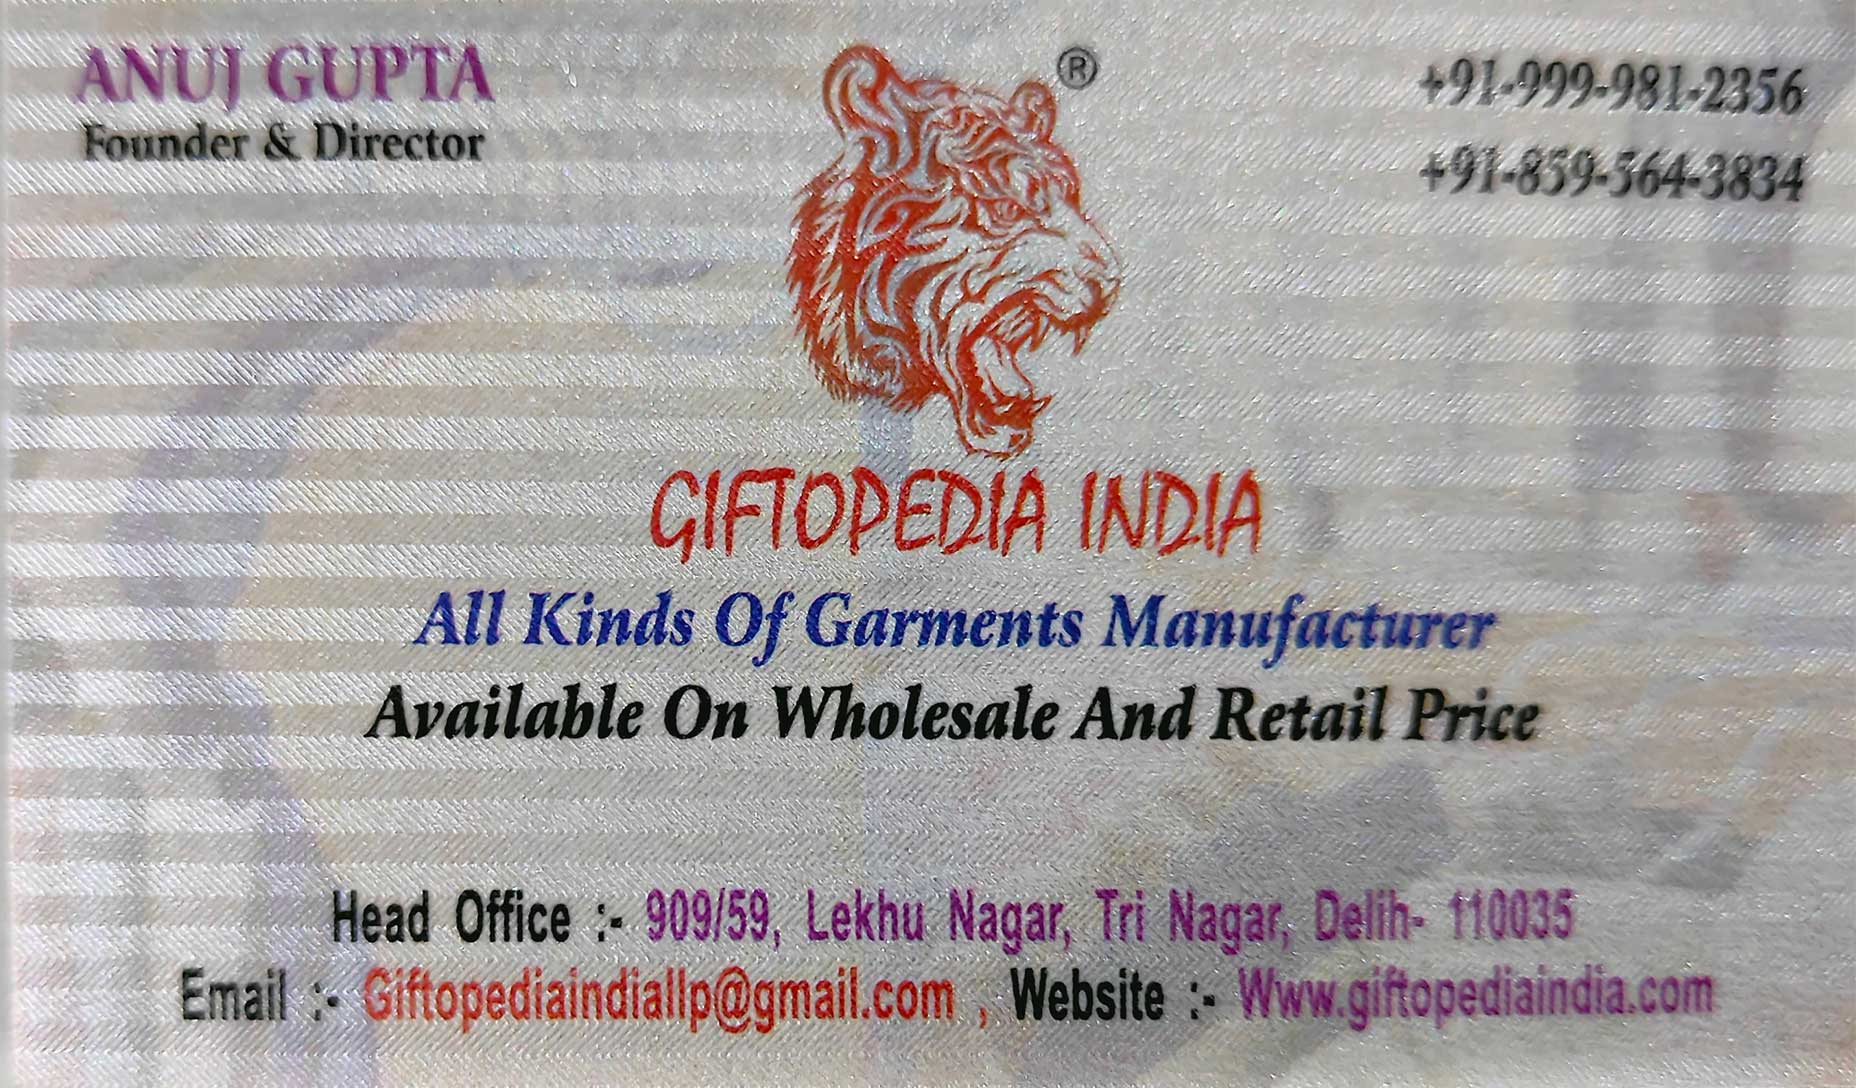 ANUJ GUPTA
Founder & Director
®
+91-999-981-2356
+91-859-564-3834
GIFTOPEDIA INDIA
All Kinds Of Garments Manufacturer
Available On Wholesale And Retail Price
Head Office :- 909/59, Lekhu Nagar, Tri Nagar, Delih- 110035
Email :- Giftopediaindiallp@gmail.com , Website :- Www.giftopediaindia.com